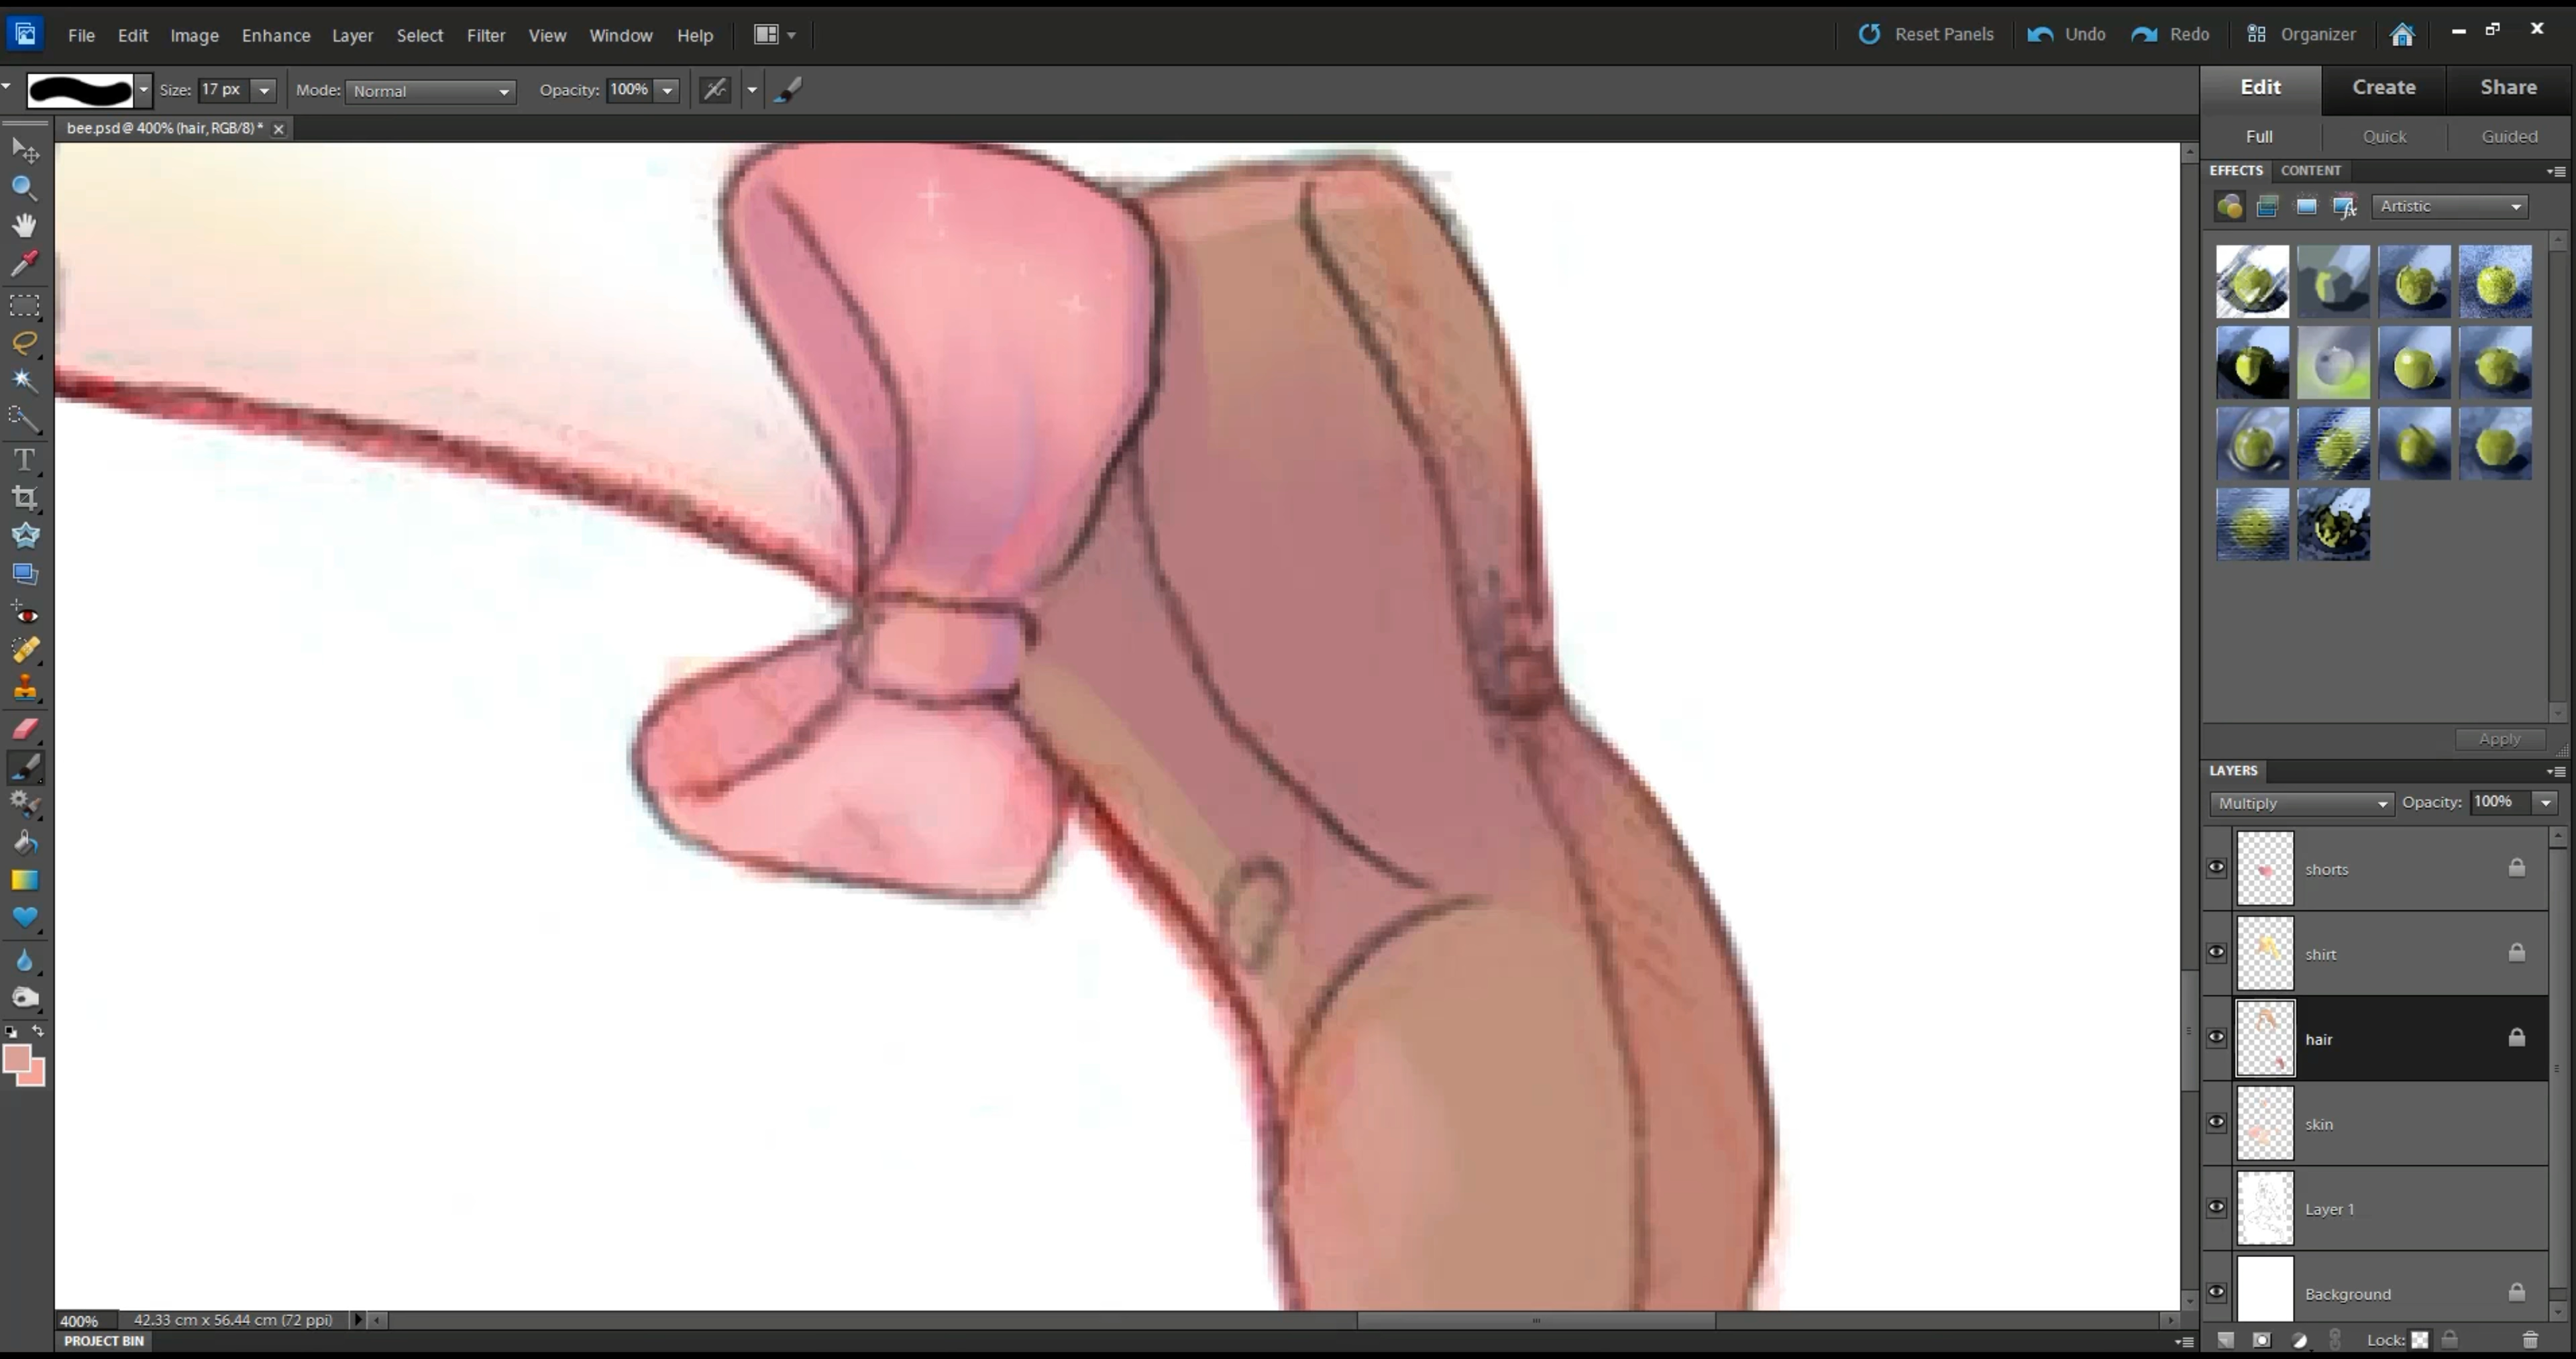 File Edit Image Enhance Layer Select Filter View Window Help Reset Panels Undo Redo Organizer
Size: 17 px Mode: Normal Opacity: 100%
Edit Create Share
bee.psd @ 400% (hair, RGB/8) *
Full Quick Guided
EFFECTS CONTENT
Artistic
Apply
LAYERS
Multiply Opacity: 100%
shorts
shirt
hair
skin
Layer 1
Background
400% 42.33 cm x 56.44 cm (72 ppi)
PROJECT BIN Lock: